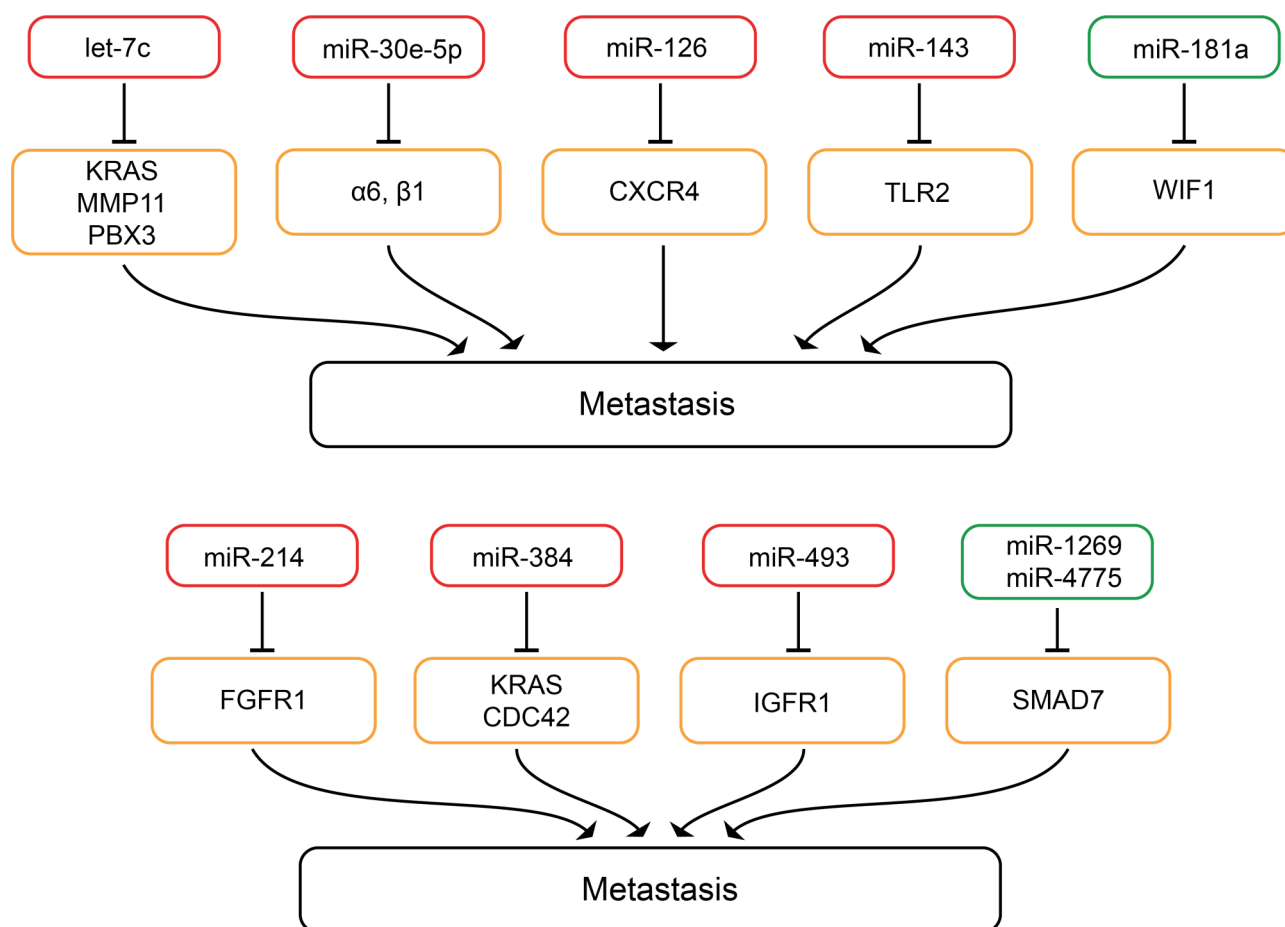 let-7c
miR-30e-5p
miR-126
miR-143
miR-181a
KRAS
MMP11
PBX3
α6, β1
CXCR4
TLR2
WIF1
Metastasis
miR-214
miR-384
miR-493
miR-1269
miR-4775
FGFR1
KRAS
CDC42
IGFR1
SMAD7
Metastasis